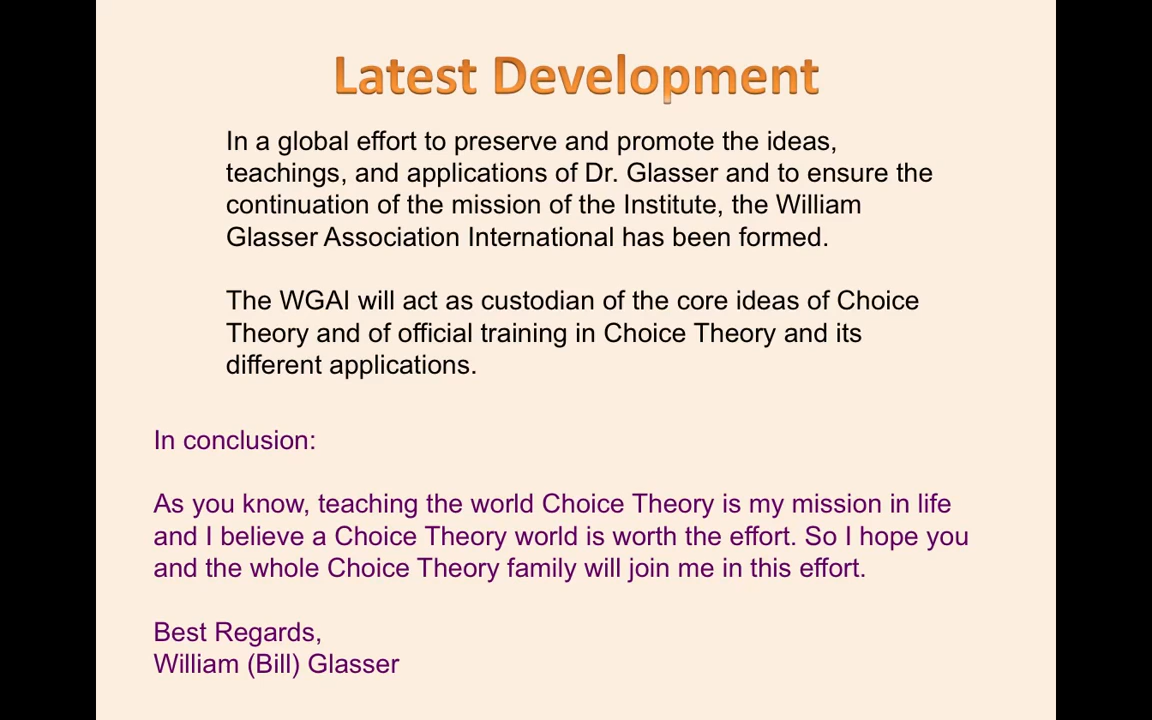 Latest Development
In a global effort to preserve and promote the ideas,
teachings, and applications of Dr. Glasser and to ensure the
continuation of the mission of the Institute, the William
Glasser Association International has been formed.
The WGAI will act as custodian of the core ideas of Choice
Theory and of official training in Choice Theory and its
different applications.
In conclusion:
As you know, teaching the world Choice Theory is my mission in life
and I believe a Choice Theory world is worth the effort. So I hope you
and the whole Choice Theory family will join me in this effort.
Best Regards,
William (Bill) Glasser